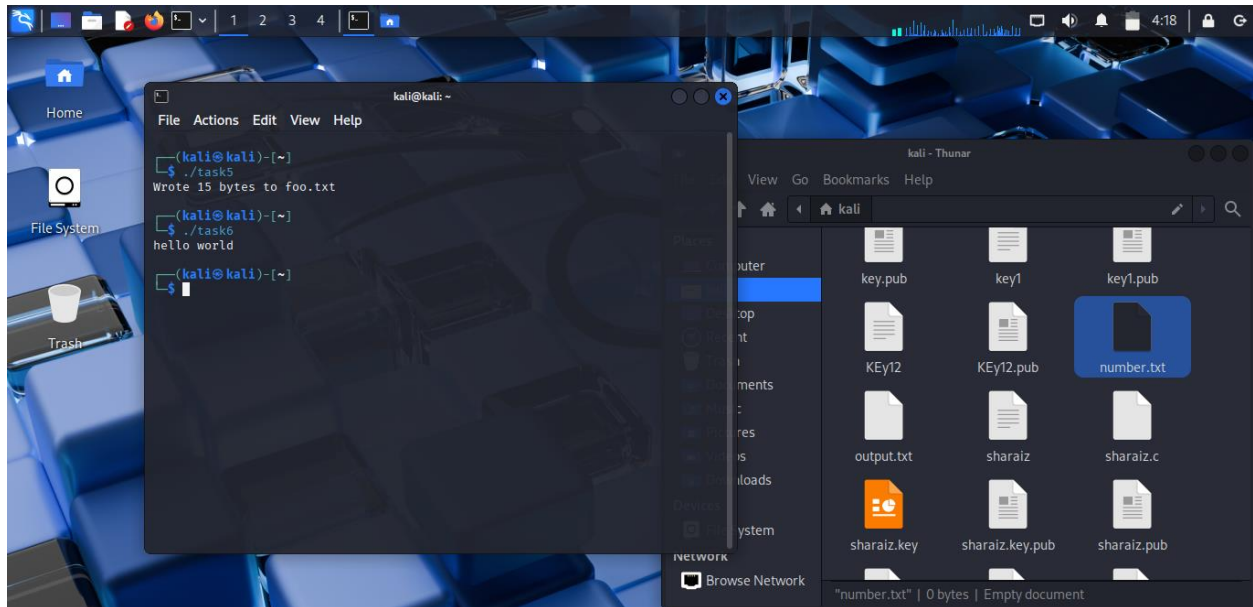 1 2 3 4
4:18
Home
File System
Trash
kali@kali: ~
File Actions Edit View Help
┌──(kali㉿kali)-[~]
└─$ ./task5
Wrote 15 bytes to foo.txt
┌──(kali㉿kali)-[~]
└─$ ./task6
hello world
┌──(kali㉿kali)-[~]
└─$
kali - Thunar
View Go Bookmarks Help
kali
Places
Network
Browse Network
key.pub key1 key1.pub
KEy12 KEy12.pub number.txt
output.txt sharaiz sharaiz.c
sharaiz.key sharaiz.key.pub sharaiz.pub
"number.txt" | 0 bytes | Empty document